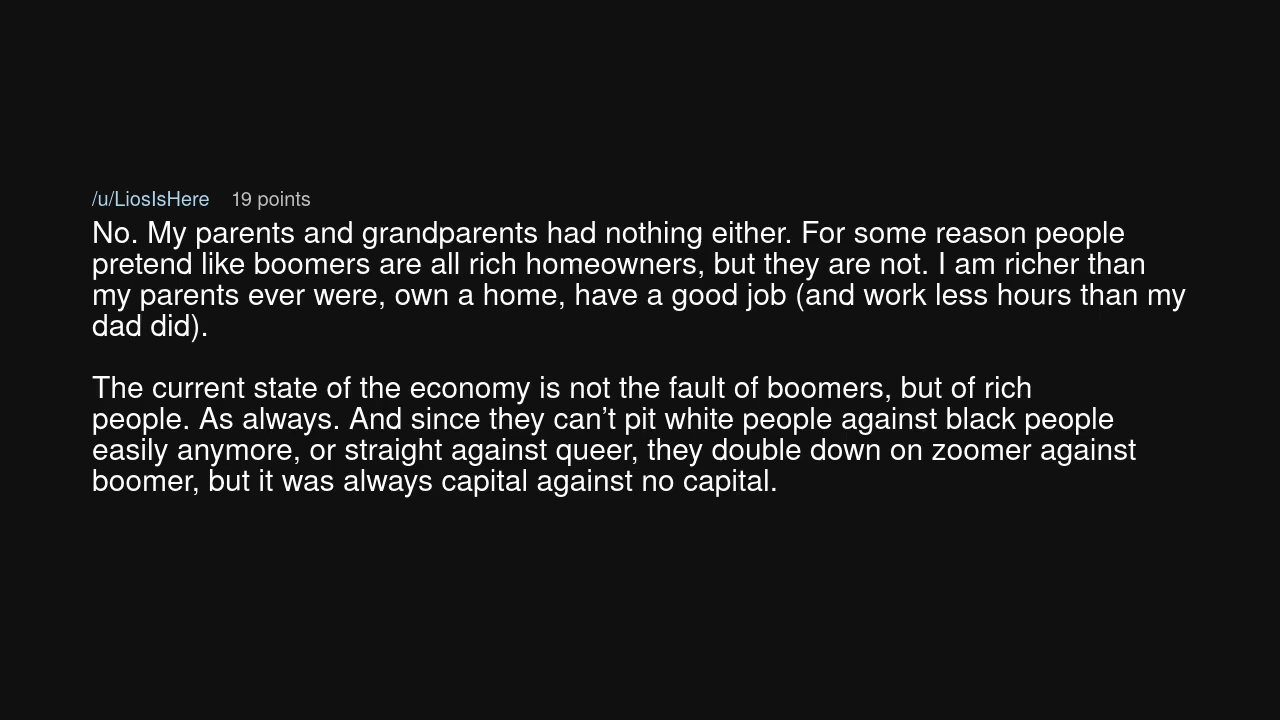 /u/LiosIsHere 19 points
No. My parents and grandparents had nothing either. For some reason people
pretend like boomers are all rich homeowners, but they are not. I am richer than
my parents ever were, own a home, have a good job (and work less hours than my
dad did).
The current state of the economy is not the fault of boomers, but of rich
people. As always. And since they can’t pit white people against black people
easily anymore, or straight against queer, they double down on zoomer against
boomer, but it was always capital against no capital.